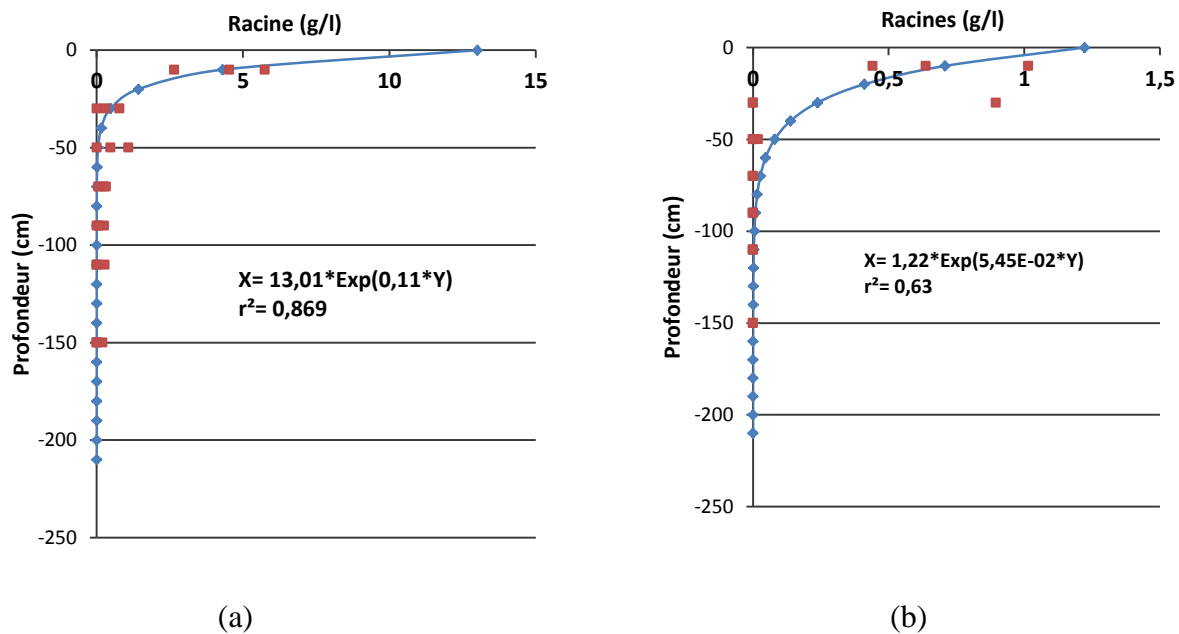 Racine (g/l)
0
5
10
15
0
-50
-100
-150
-200
-250
Profondeur (cm)
X= 13,01*Exp(0,11*Y)
r²= 0,869
(a)
Racines (g/l)
0
0,5
1
1,5
0
-50
-100
-150
-200
-250
Profondeur (cm)
X= 1,22*Exp(5,45E-02*Y)
r²= 0,63
(b)